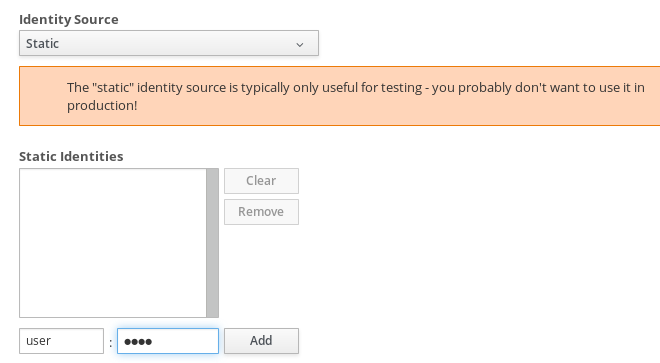 Identity Source
Static
The "static" identity source is typically only useful for testing - you probably don't want to use it in
production!
Static Identities
Clear
Remove
user : ●●●● Add